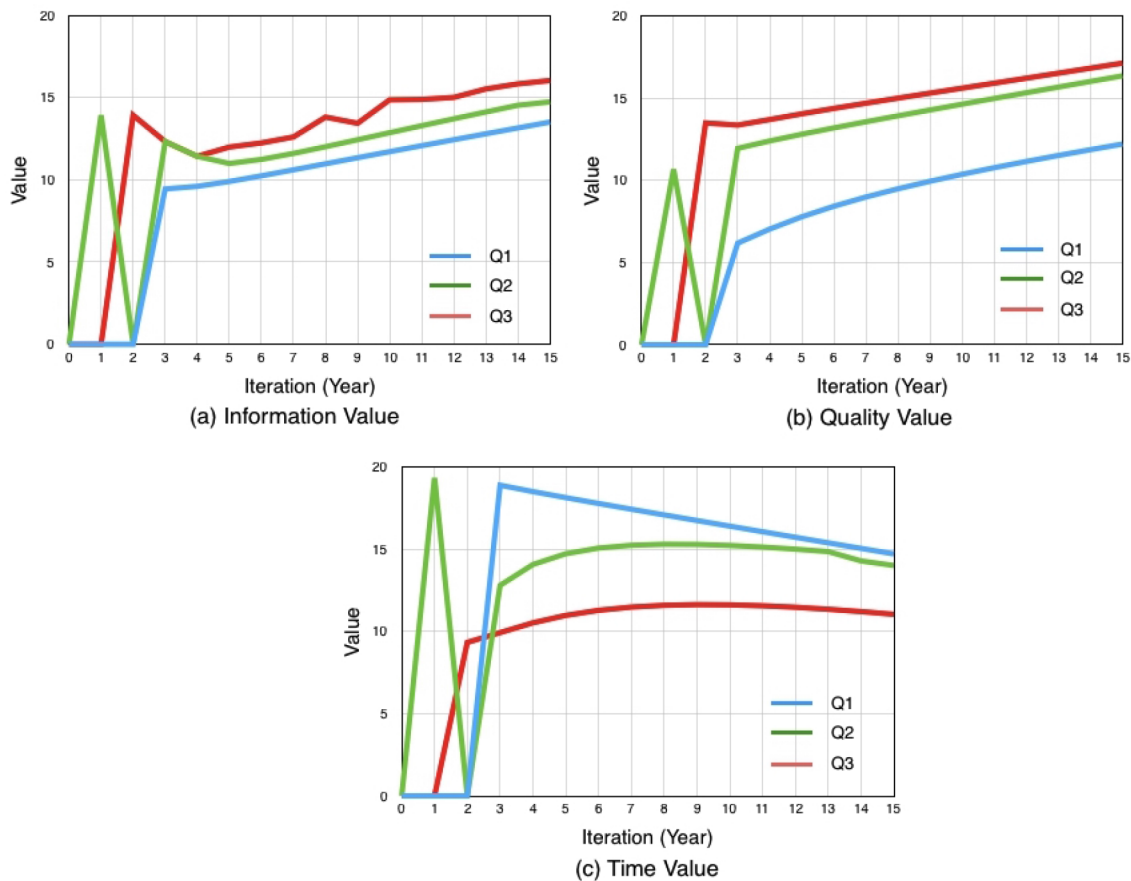 20
15
10
5
0
Value
Q1
Q2
Q3
0 1 2 3 4 5 6 7 8 9 10 11 12 13 14 15
Iteration (Year)
(a) Information Value
20
15
10
5
0
Value
Q1
Q2
Q3
0 1 2 3 4 5 6 7 8 9 10 11 12 13 14 15
Iteration (Year)
(b) Quality Value
20
15
10
5
0
Value
Q1
Q2
Q3
0 1 2 3 4 5 6 7 8 9 10 11 12 13 14 15
Iteration (Year)
(c) Time Value